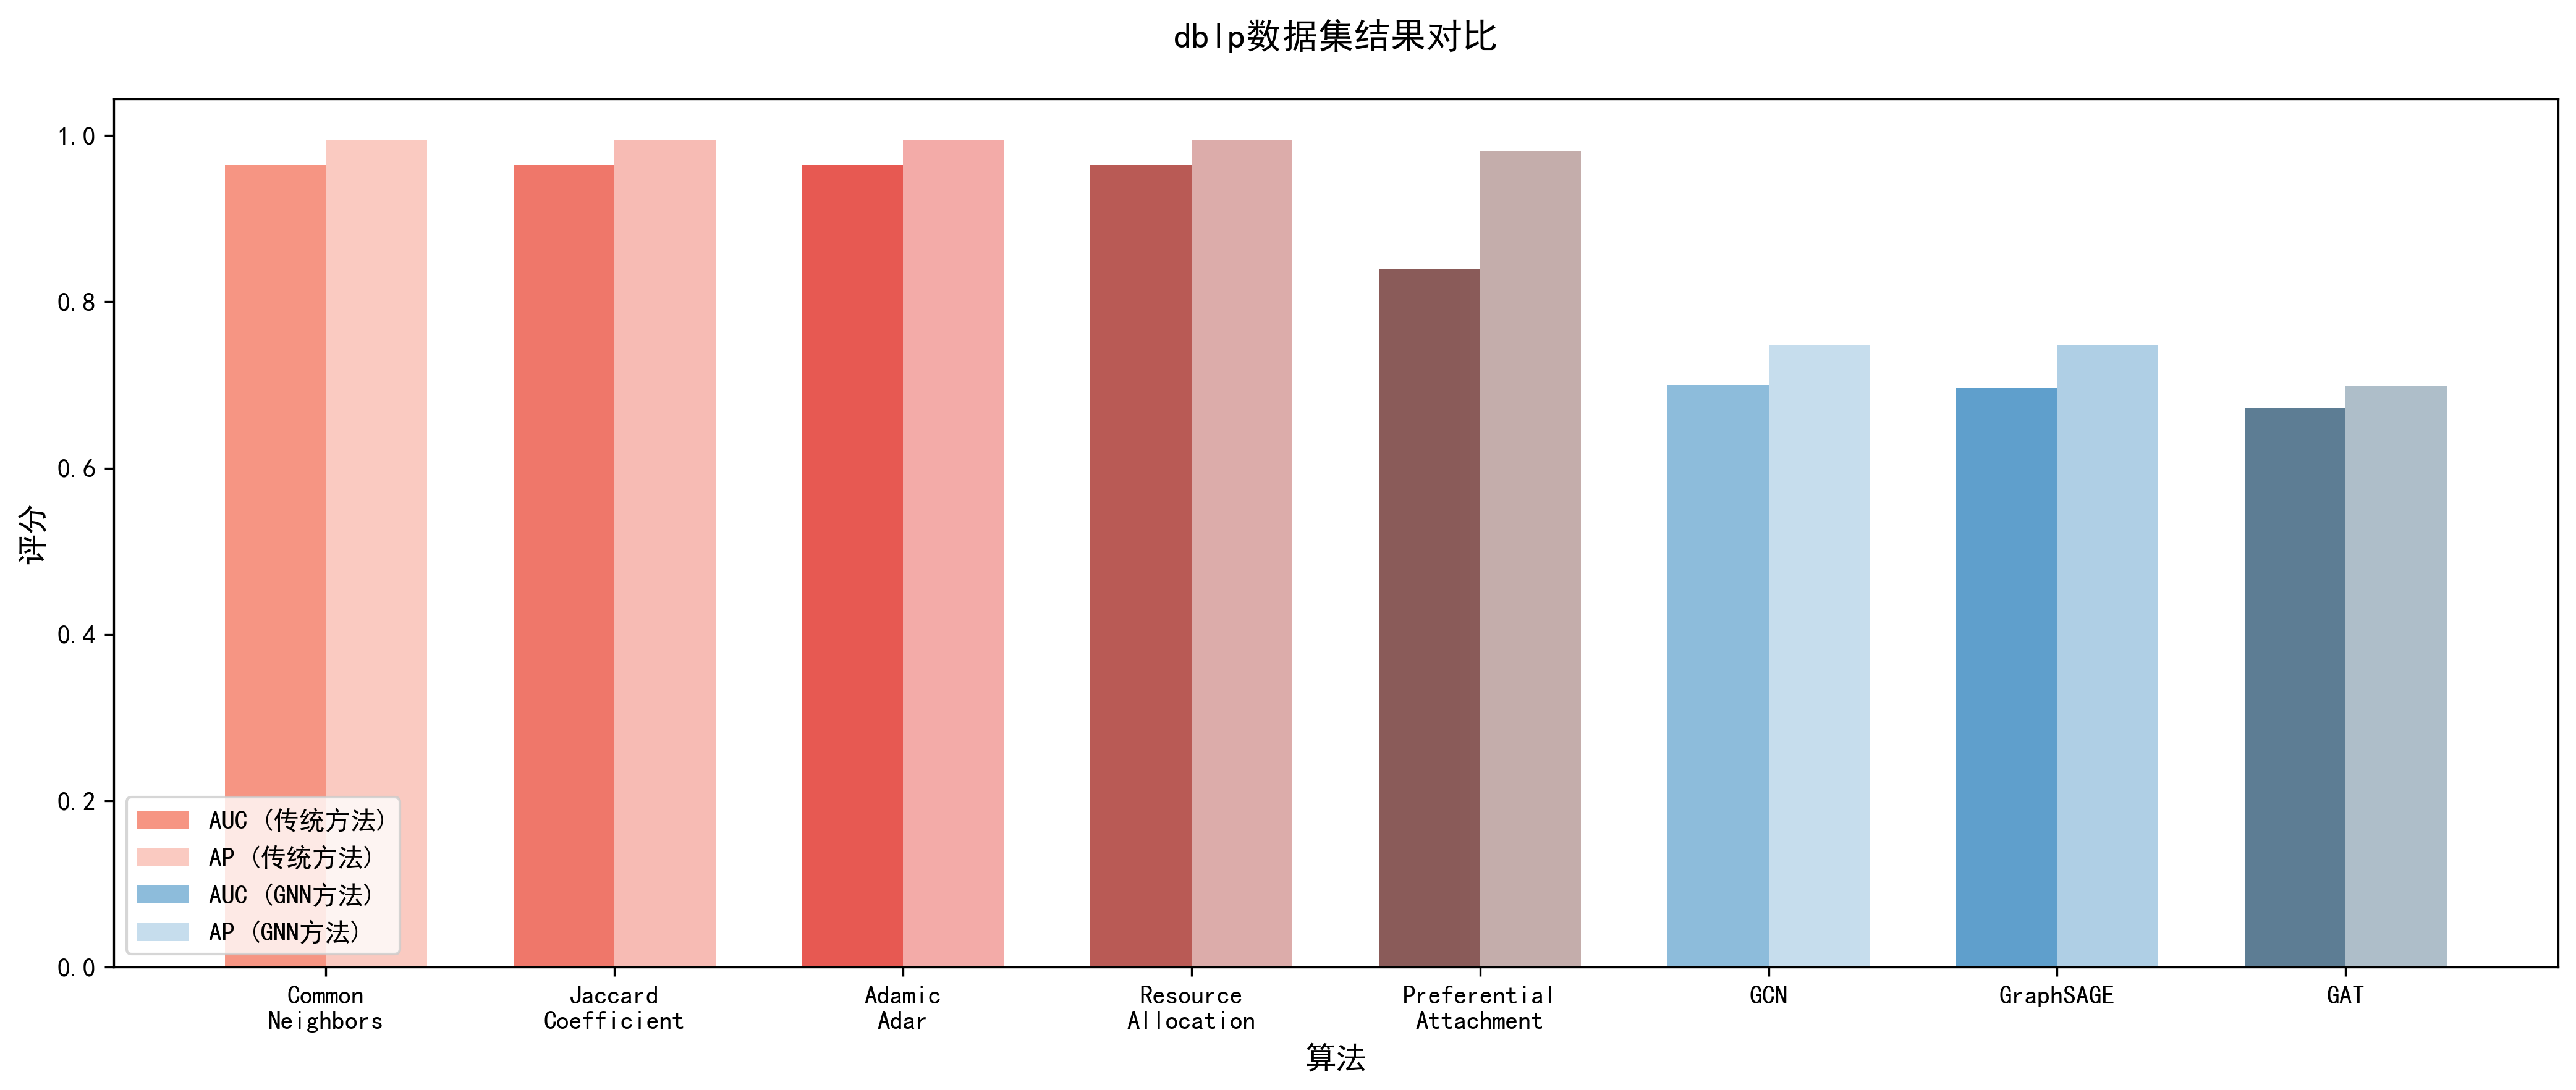 dblp数据集结果对比
1.0
0.8
0.6
0.4
0.2
0.0
评分
AUC (传统方法)
AP (传统方法)
AUC (GNN方法)
AP (GNN方法)
Common
Neighbors
Jaccard
Coefficient
Adamic
Adar
Resource
Allocation
Preferential
Attachment
GCN
GraphSAGE
GAT
算法